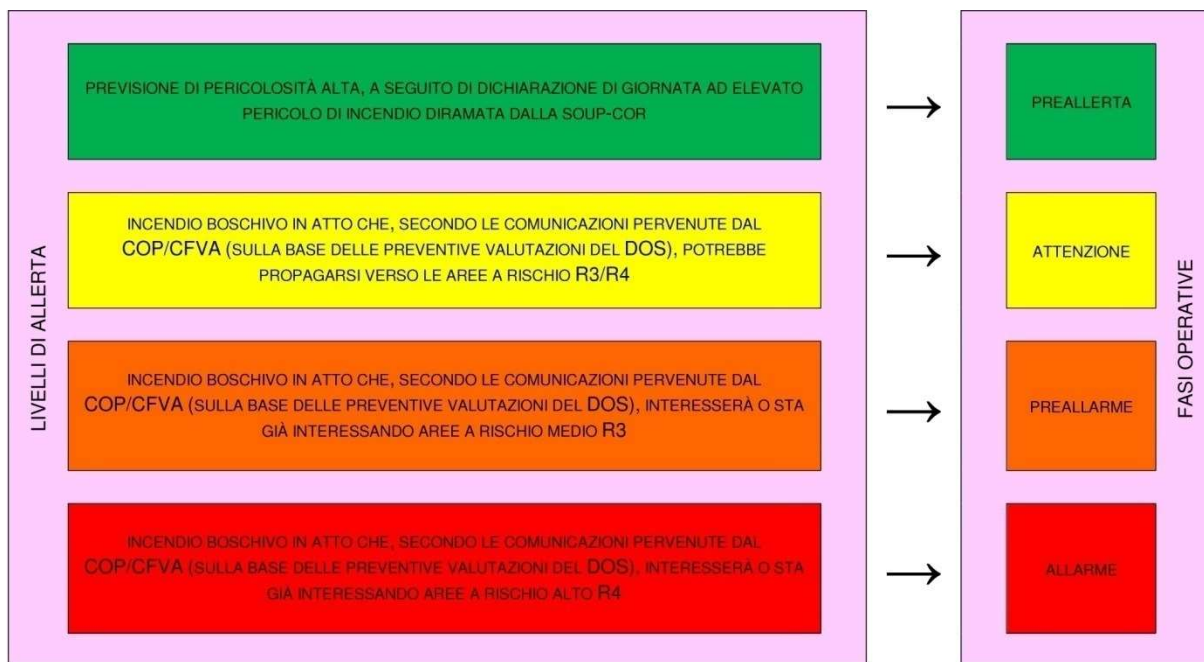 LIVELLI DI ALLERTA
PREVISIONE DI PERICOLOSITÀ ALTA, A SEGUITO DI DICHIARAZIONE DI GIORNATA AD ELEVATO
PERICOLO DI INCENDIO DIRAMATA DALLA SOUP-COR
→
PREALLERTA
INCENDIO BOSCHIVO IN ATTO CHE, SECONDO LE COMUNICAZIONI PERVENUTE DAL
COP/CFVA (SULLA BASE DELLE PREVENTIVE VALUTAZIONI DEL DOS), POTREBBE
PROPAGARSI VERSO LE AREE A RISCHIO R3/R4
→
ATTENZIONE
INCENDIO BOSCHIVO IN ATTO CHE, SECONDO LE COMUNICAZIONI PERVENUTE DAL
COP/CFVA (SULLA BASE DELLE PREVENTIVE VALUTAZIONI DEL DOS), INTERESSERÀ O STA
GIÀ INTERESSANDO AREE A RISCHIO MEDIO R3
→
PREALLARME
INCENDIO BOSCHIVO IN ATTO CHE, SECONDO LE COMUNICAZIONI PERVENUTE DAL
COP/CFVA (SULLA BASE DELLE PREVENTIVE VALUTAZIONI DEL DOS), INTERESSERÀ O STA
GIÀ INTERESSANDO AREE A RISCHIO ALTO R4
→
ALLARME
FASI OPERATIVE